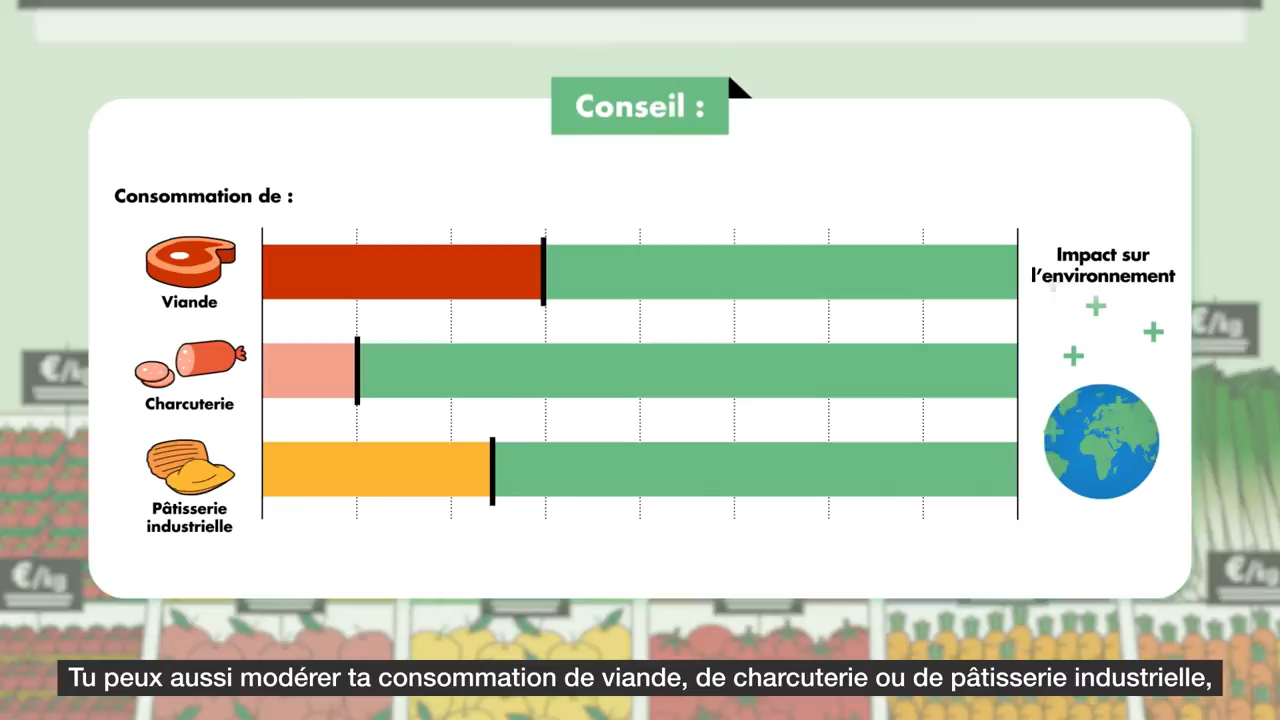 Conseil :
Consommation de :
Viande
Impact sur
l'environnement
€/kg
€/kg
Charcuterie
Pâtisserie
industrielle
€/kg
€/kg
Tu peux aussi modérer ta consommation de viande, de charcuterie ou de pâtisserie industrielle,